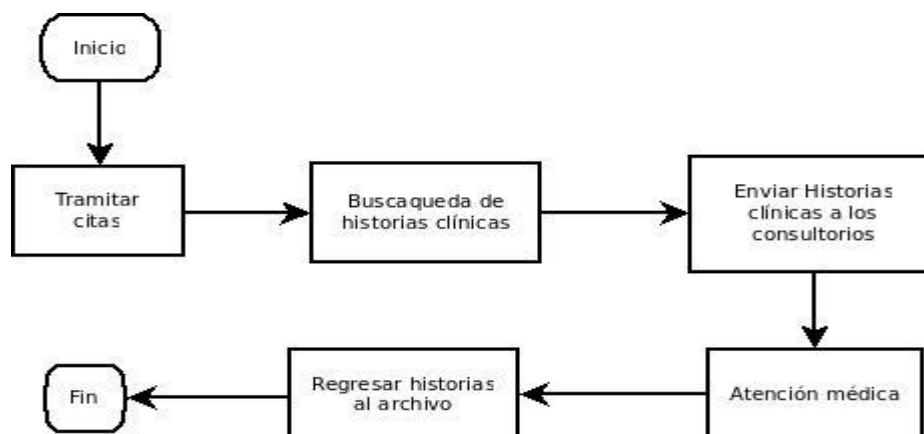 Inicio
Tramitar
citas
Buscaqueda de
historias clínicas
Enviar Historias
clínicas a los
consultorios
Atención médica
Regresar historias
al archivo
Fin